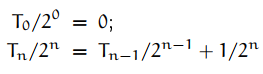 T₀/2⁰ = 0;
Tₙ/2ⁿ = Tₙ₋₁/2ⁿ⁻¹ + 1/2ⁿ